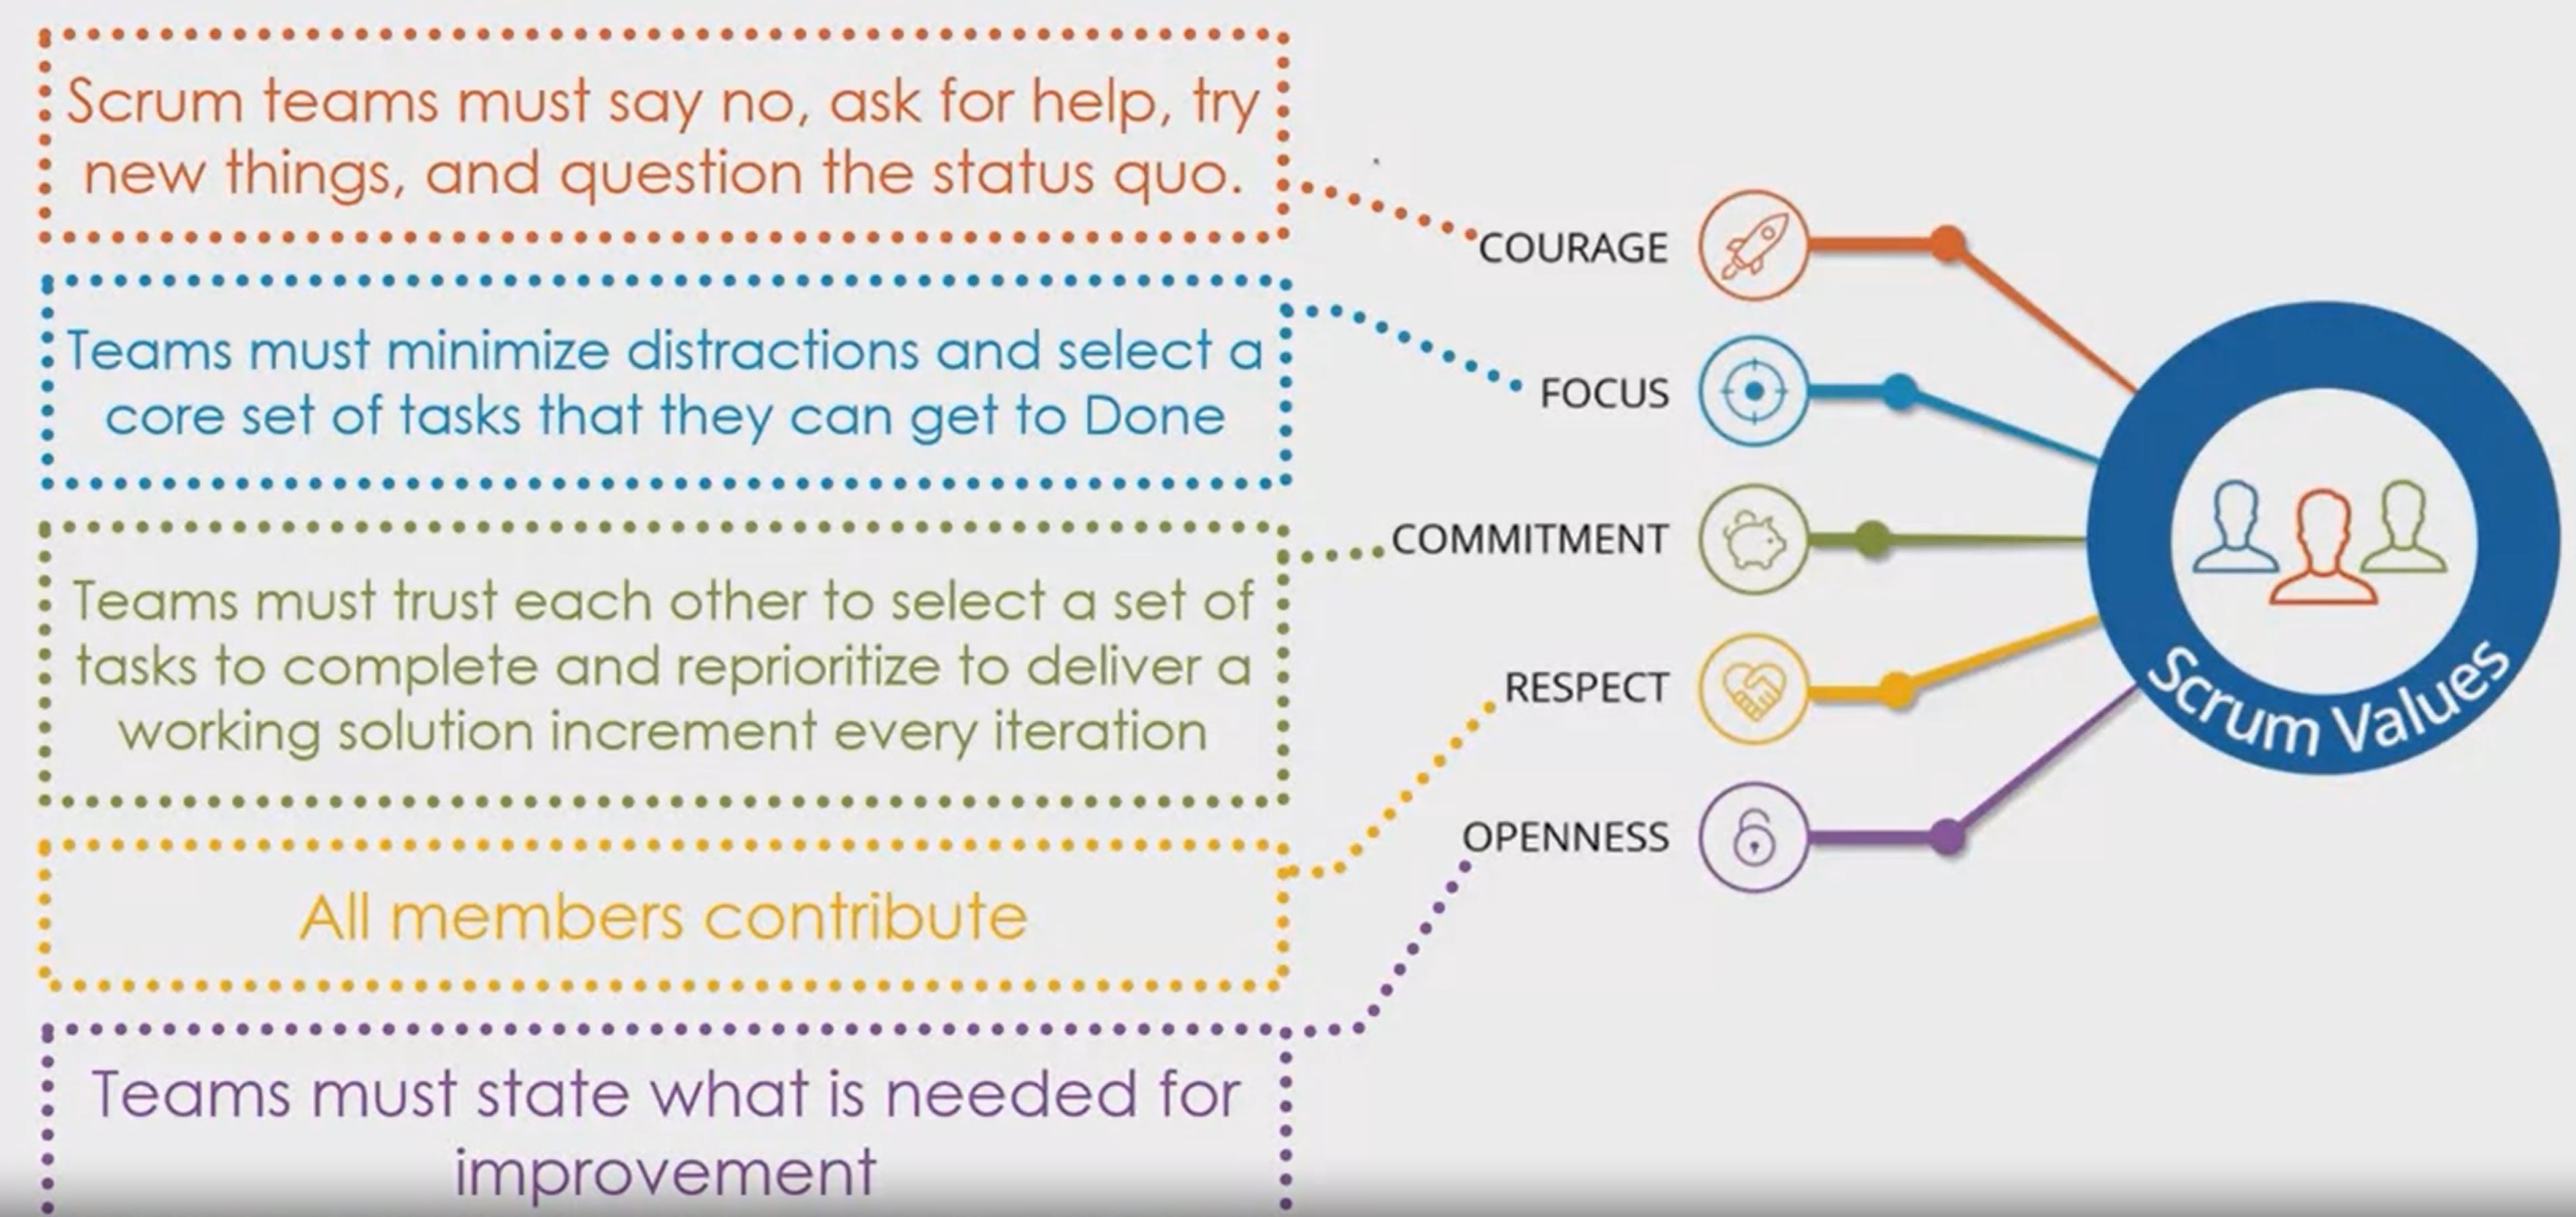 Scrum teams must say no, ask for help, try
new things, and question the status quo.
COURAGE
Teams must minimize distractions and select a
core set of tasks that they can get to Done
FOCUS
Teams must trust each other to select a set of
tasks to complete and reprioritize to deliver a
working solution increment every iteration
COMMITMENT
All members contribute
RESPECT
Teams must state what is needed for
improvement
OPENNESS
Scrum Values